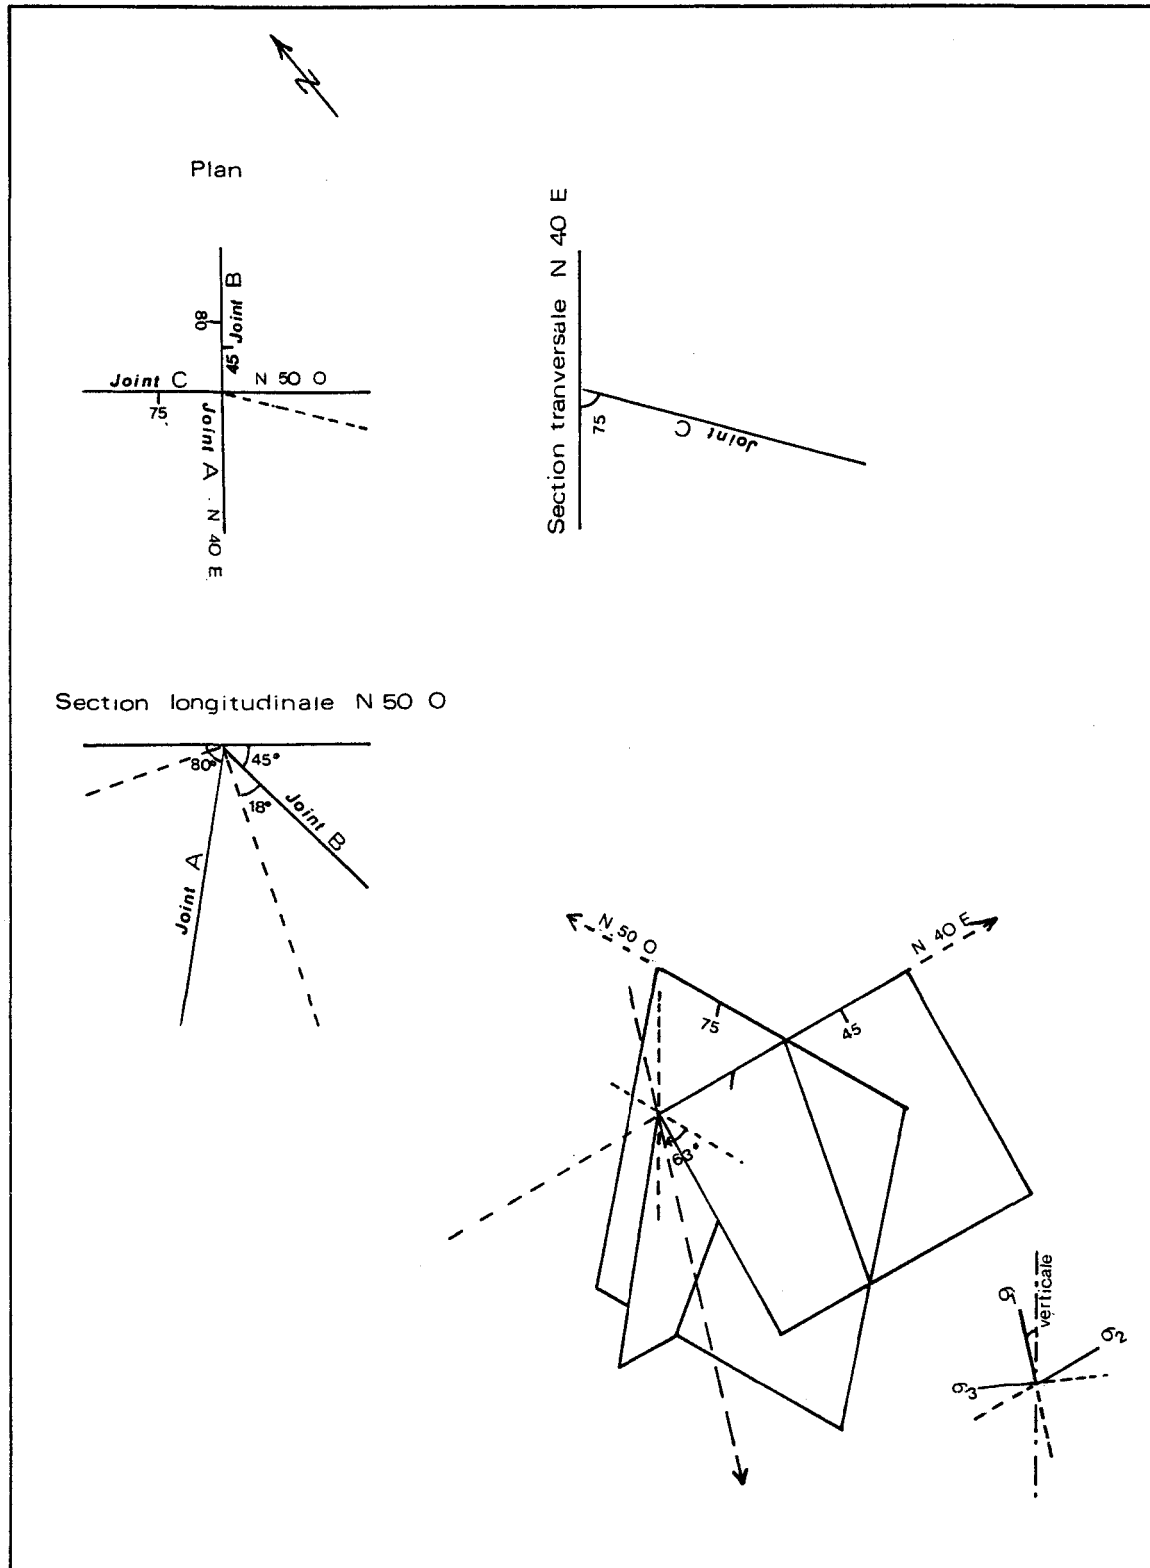 N
Plan
Joint B
80
45
Joint C
N 50 O
75
Joint A . N 40 E
Section tranversale N 40 E
75
Joint C
Section longitudinale N 50 O
80°
45°
18°
Joint B
Joint A
N 50 O
N 40 E
75
45
63°
σ1
verticale
σ2
σ3